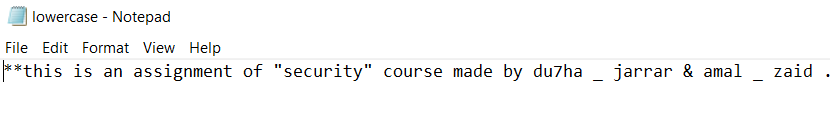 lowercase - Notepad
File Edit Format View Help
**this is an assignment of "security" course made by du7ha _ jarrar & amal _ zaid .